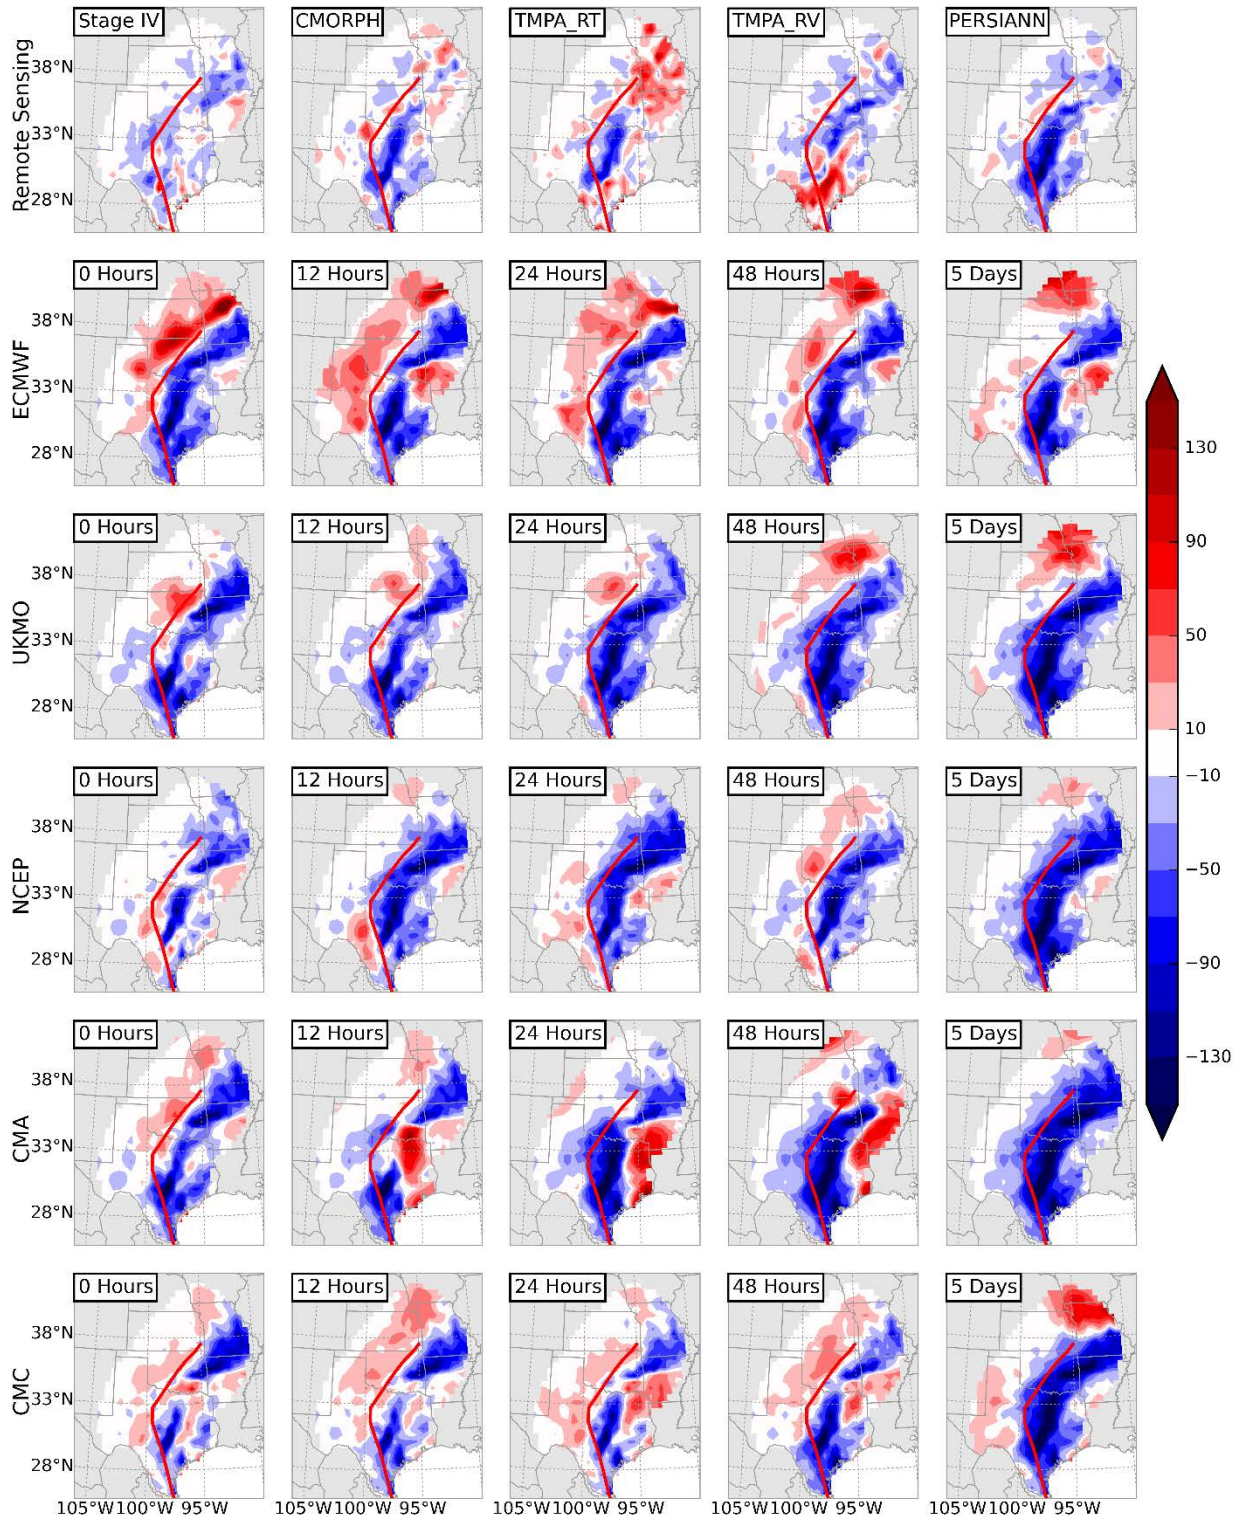 Stage IV CMORPH TMPA_RT TMPA_RV PERSIANN
Remote Sensing
38°N
33°N
28°N
0 Hours 12 Hours 24 Hours 48 Hours 5 Days
ECMWF
38°N
33°N
28°N
0 Hours 12 Hours 24 Hours 48 Hours 5 Days
UKMO
38°N
33°N
28°N
0 Hours 12 Hours 24 Hours 48 Hours 5 Days
NCEP
38°N
33°N
28°N
0 Hours 12 Hours 24 Hours 48 Hours 5 Days
CMA
38°N
33°N
28°N
0 Hours 12 Hours 24 Hours 48 Hours 5 Days
CMC
38°N
33°N
28°N
105°W 100°W 95°W 105°W 100°W 95°W 105°W 100°W 95°W 105°W 100°W 95°W 105°W 100°W 95°W
130
90
50
10
−10
−50
−90
−130